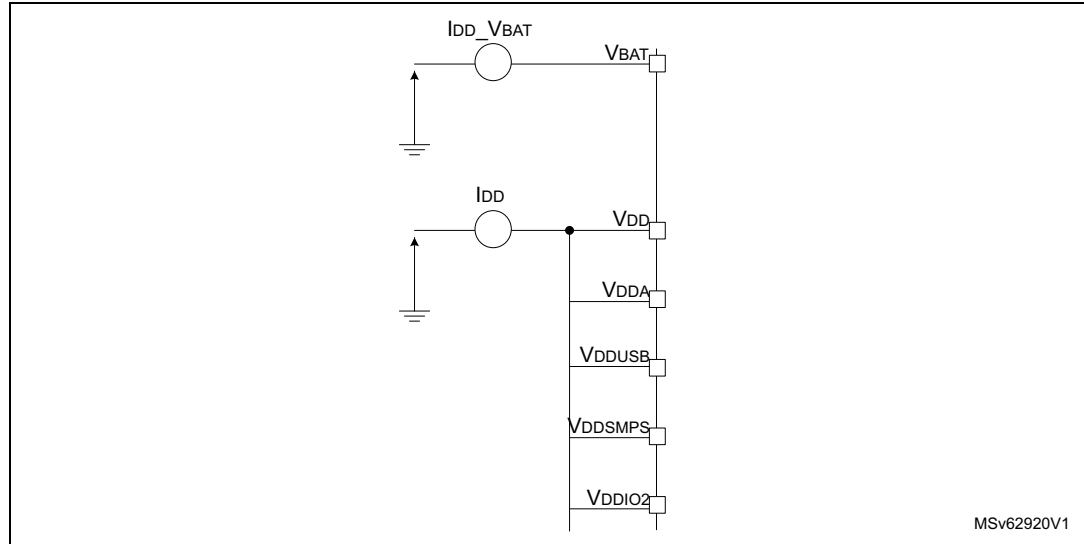 IDD_VBAT
VBAT
IDD
VDD
VDDA
VDDUSB
VDDSMPS
VDDIO2
MSv62920V1